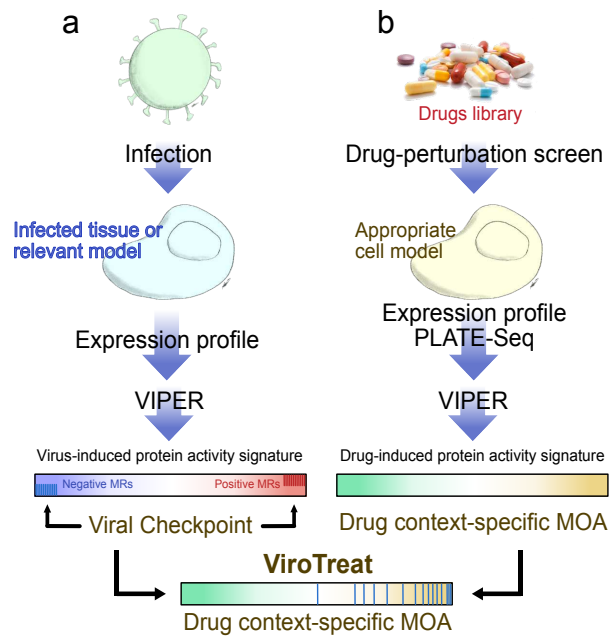 a
Infection
Infected tissue or
relevant model
Expression profile
VIPER
Virus-induced protein activity signature
Negative MRs
Positive MRs
Viral Checkpoint
b
Drugs library
Drug-perturbation screen
Appropriate
cell model
Expression profile
PLATE-Seq
VIPER
Drug-induced protein activity signature
Drug context-specific MOA
ViroTreat
Drug context-specific MOA